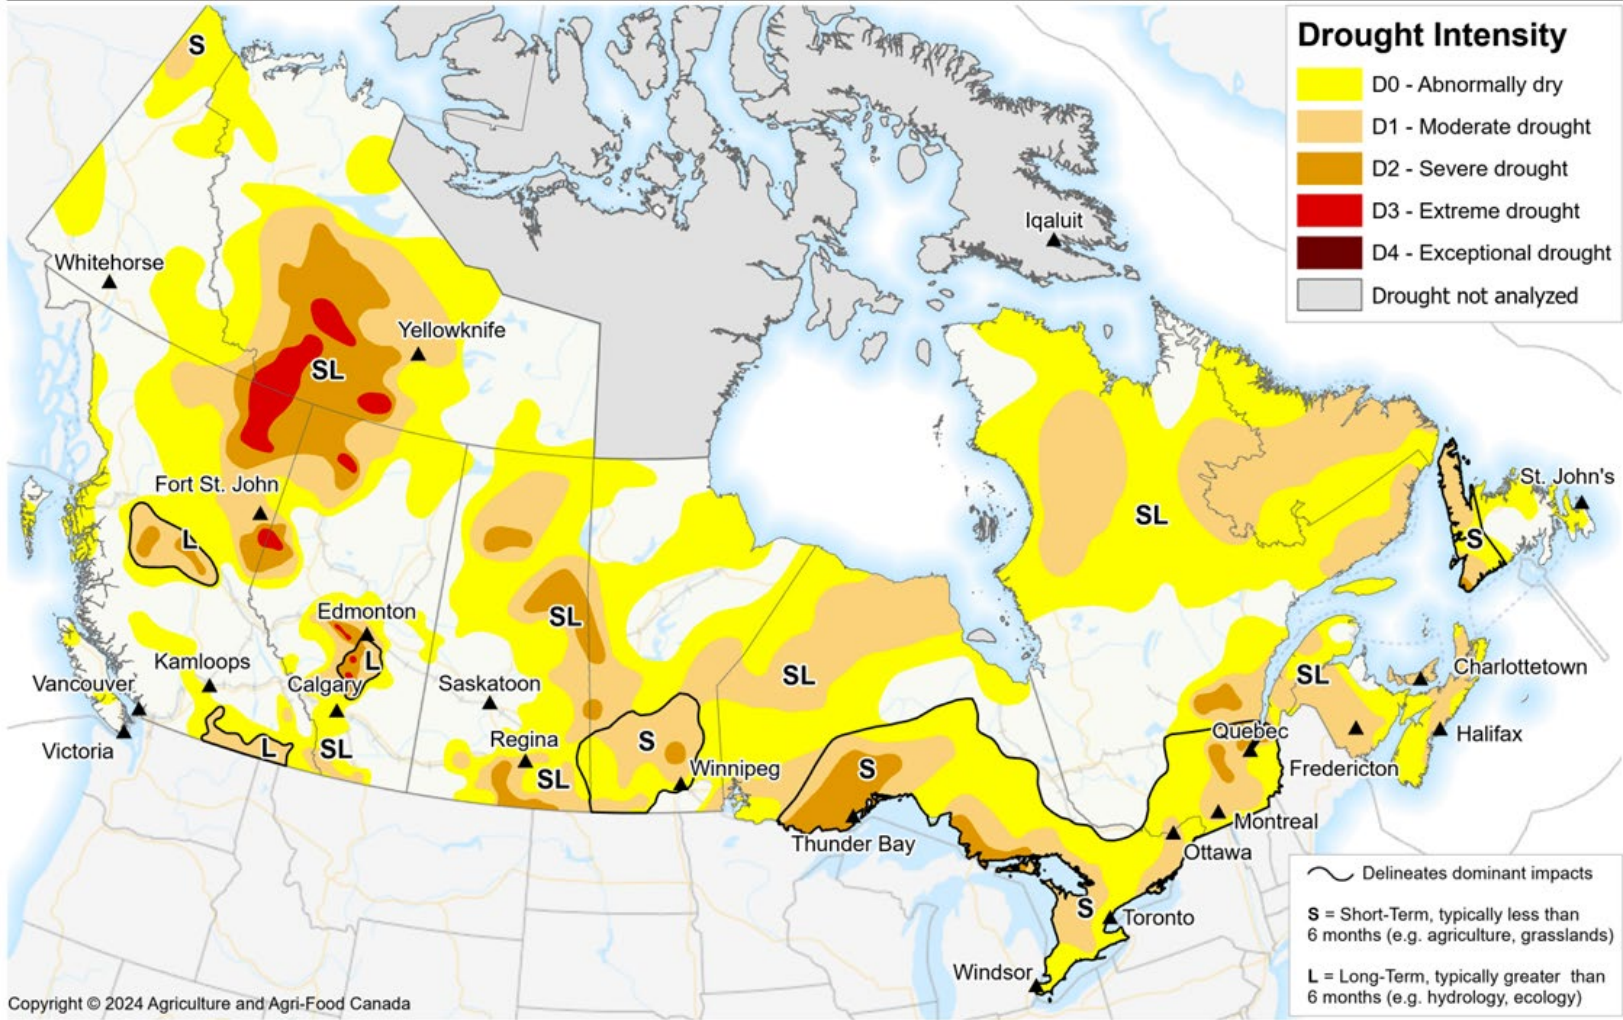 Drought Intensity
D0 - Abnormally dry
D1 - Moderate drought
D2 - Severe drought
D3 - Extreme drought
D4 - Exceptional drought
Drought not analyzed
S
Iqaluit
Whitehorse
Yellowknife
SL
Fort St. John
L
St. John's
SL
S
Edmonton
SL
L
Kamloops
Calgary
Saskatoon
SL
SL
Charlottetown
Vancouver
Victoria
L
SL
Regina
SL
S
Winnipeg
S
Quebec
Halifax
Fredericton
Thunder Bay
Montreal
Ottawa
S
Toronto
Windsor
Delineates dominant impacts
S = Short-Term, typically less than
6 months (e.g. agriculture, grasslands)
L = Long-Term, typically greater than
6 months (e.g. hydrology, ecology)
Copyright © 2024 Agriculture and Agri-Food Canada